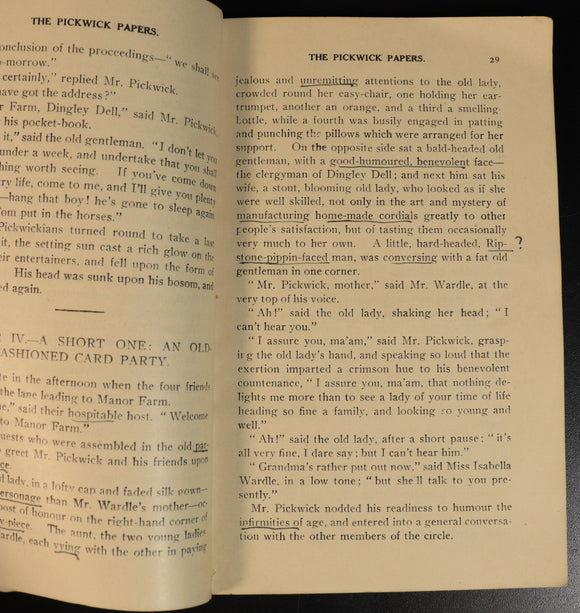 THE PICKWICK PAPERS.
onclusion of the proceedings—“ we shall see
o-morrow.”
certainly,” replied Mr. Pickwick.
have got the address?”
r Farm, Dingley Dell,” said Mr. Pickwick,
his pocket-book.
it,” said the old gentleman. “I don't let you
under a week, and undertake that you shall
hing worth seeing. If you've come down
ry life, come to me, and I'll give you plenty
—hang that boy! he's gone to sleep again
om put in the horses.”
Pickwickians turned round to take a last
it, the setting sun cast a rich glow on the
eir entertainers, and fell upon the form of
His head was sunk upon his bosom, and
ed again.
IV.—A SHORT ONE: AN OLD-
ASHIONED CARD PARTY.
te in the afternoon when the four friends
the lane leading to Manor Farm.
e,” said their hospitable host. “Welcome
to Manor Farm.”
uests who were assembled in the old par-
o greet Mr. Pickwick and his friends upon
ce.
d lady, in a lofty cap and faded silk gown—
ersonage than Mr. Wardle's mother—oc-
post of honour on the right-hand corner of
y-piece. The aunt, the two young ladies
ardle, each vying with the other in paying
THE PICKWICK PAPERS. 29
jealous and unremitting attentions to the old lady,
crowded round her easy-chair, one holding her ear-
trumpet, another an orange, and a third a smelling-
bottle, while a fourth was busily engaged in patting
and punching the pillows which were arranged for her
support. On the opposite side sat a bald-headed old
gentleman, with a good-humoured, benevolent face—
the clergyman of Dingley Dell; and next him sat his
wife, a stout, blooming old lady, who looked as if she
were well skilled, not only in the art and mystery of
manufacturing home-made cordials greatly to other
people's satisfaction, but of tasting them occasionally
very much to her own. A little, hard-headed, Rip- ?
stone-pippin-faced man, was conversing with a fat old
gentleman in one corner.
“Mr. Pickwick, mother,” said Mr. Wardle, at the
very top of his voice.
“Ah!” said the old lady, shaking her head; “I
can't hear you.”
“I assure you, ma'am,” said Mr. Pickwick, grasp-
ing the old lady's hand, and speaking so loud that the
exertion imparted a crimson hue to his benevolent
countenance, “I assure you, ma'am, that nothing de-
lights me more than to see a lady of your time of life
heading so fine a family, and looking so young and
well.”
“Ah!” said the old lady, after a short pause; “it's
all very fine, I dare say; but I can't hear him.”
“Grandma's rather put out now,” said Miss Isabella
Wardle, in a low tone; “but she'll talk to you pre-
sently.”
Mr. Pickwick nodded his readiness to humour the
infirmities of age, and entered into a general conversa-
tion with the other members of the circle.